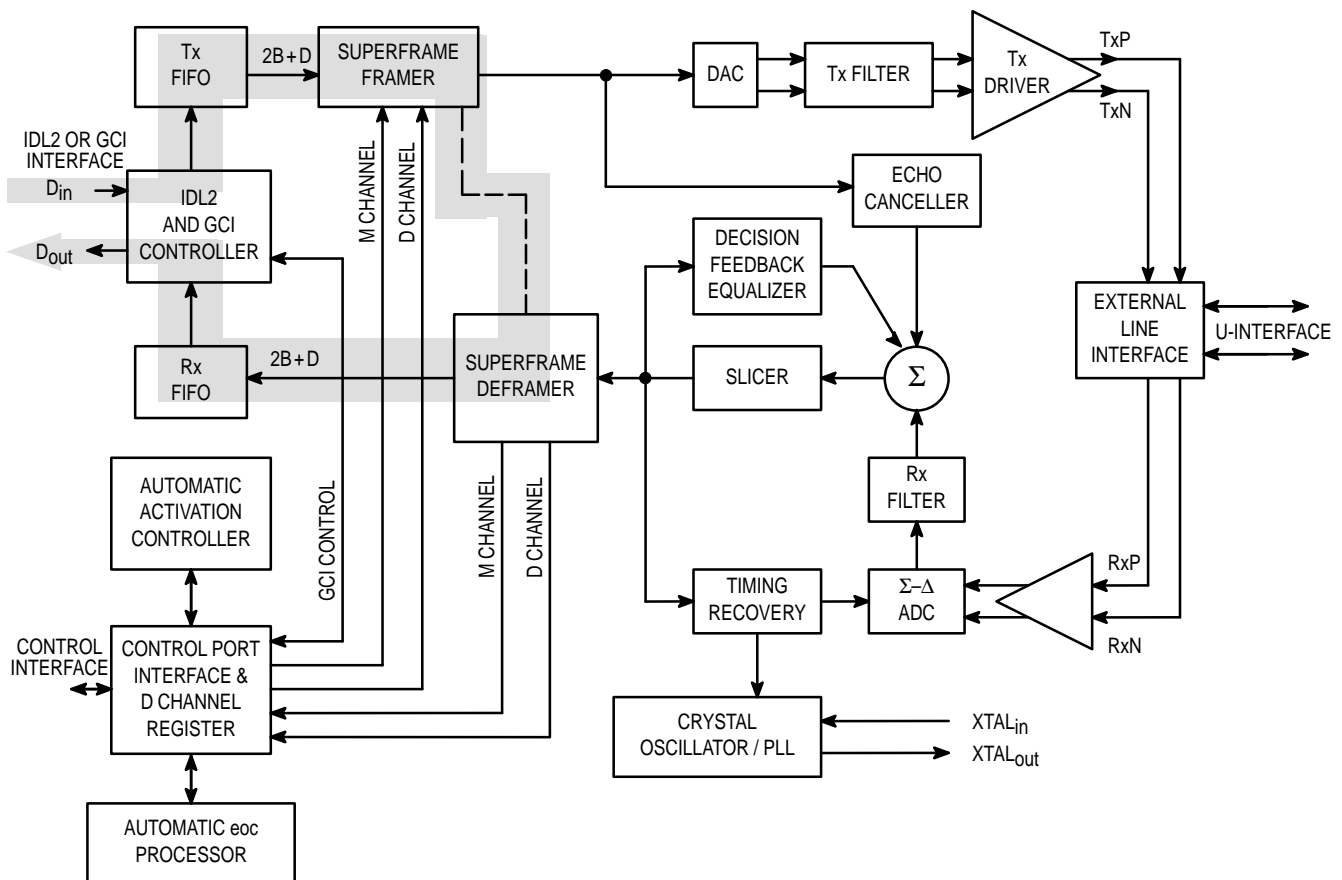 Tx
FIFO
2B+D
SUPERFRAME
FRAMER
DAC
Tx FILTER
Tx
DRIVER
TxP
TxN
IDL2 OR GCI
INTERFACE
Din
IDL2
AND GCI
CONTROLLER
Dout
M CHANNEL
D CHANNEL
ECHO
CANCELLER
DECISION
FEEDBACK
EQUALIZER
EXTERNAL
LINE
INTERFACE
U-INTERFACE
Rx
FIFO
2B+D
SUPERFRAME
DEFRAMER
SLICER
Σ
Rx
FILTER
AUTOMATIC
ACTIVATION
CONTROLLER
GCI CONTROL
M CHANNEL
D CHANNEL
TIMING
RECOVERY
Σ–Δ
ADC
RxP
RxN
CONTROL
INTERFACE
CONTROL PORT
INTERFACE &
D CHANNEL
REGISTER
CRYSTAL
OSCILLATOR / PLL
XTALin
XTALout
AUTOMATIC eoc
PROCESSOR